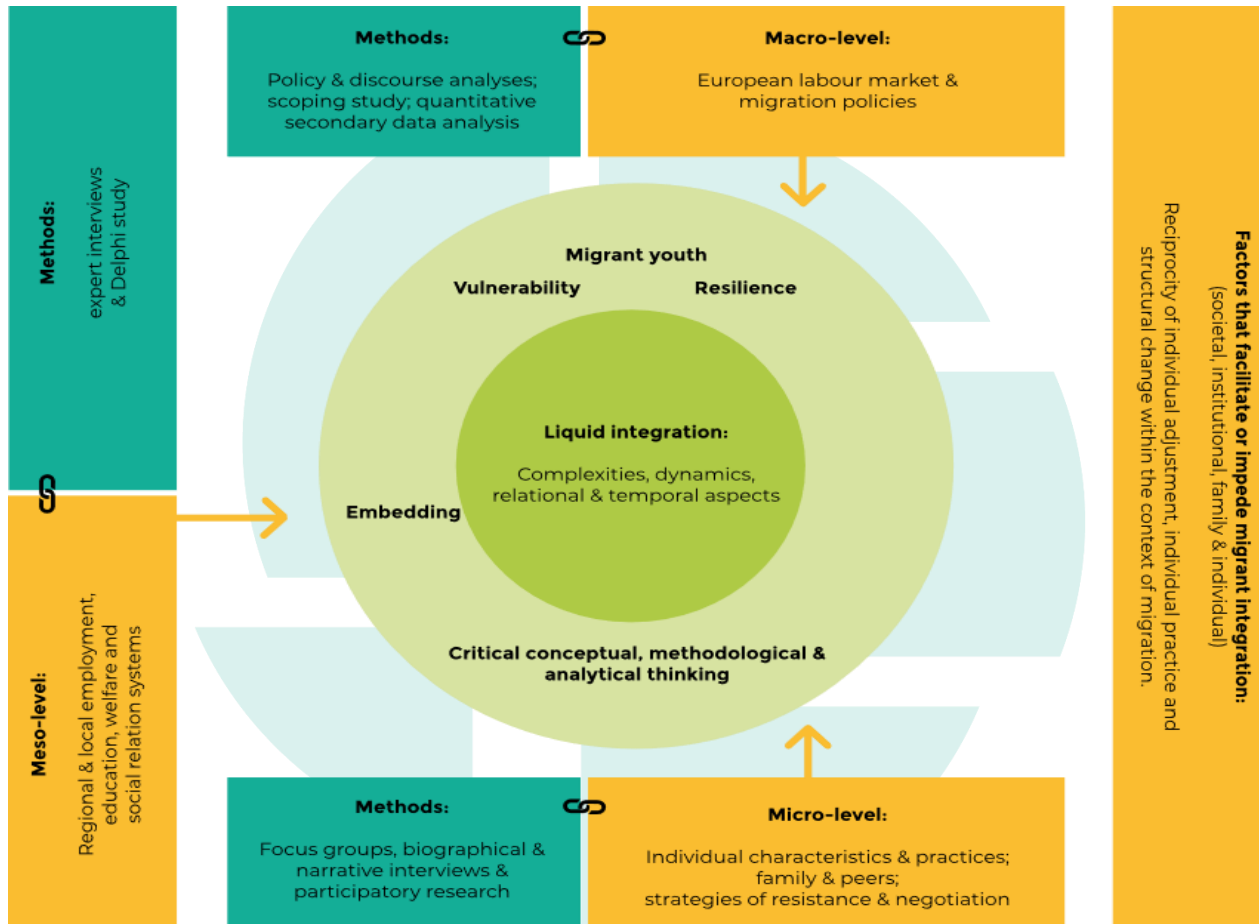 Methods:
Policy & discourse analyses;
scoping study; quantitative
secondary data analysis
Macro-level:
European labour market &
migration policies
Methods:
expert interviews
& Delphi study
Meso-level:
Regional & local employment,
education, welfare and
social relation systems
Migrant youth
Vulnerability
Resilience
Liquid integration:
Complexities, dynamics,
relational & temporal aspects
Embedding
Critical conceptual, methodological &
analytical thinking
Methods:
Focus groups, biographical &
narrative interviews &
participatory research
Micro-level:
Individual characteristics & practices;
family & peers;
strategies of resistance & negotiation
Factors that facilitate or impede migrant integration:
(societal, institutional, family & individual)
Reciprocity of individual adjustment, individual practice and
structural change within the context of migration.